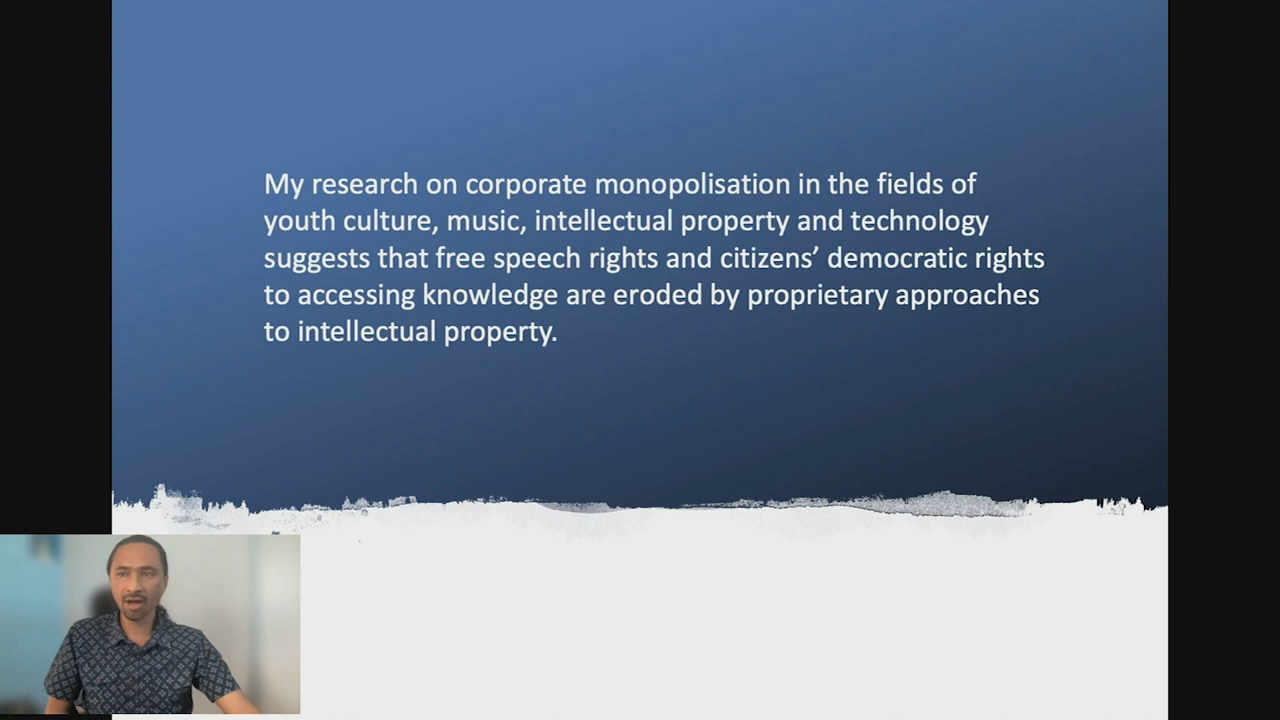 My research on corporate monopolisation in the fields of
youth culture, music, intellectual property and technology
suggests that free speech rights and citizens’ democratic rights
to accessing knowledge are eroded by proprietary approaches
to intellectual property.